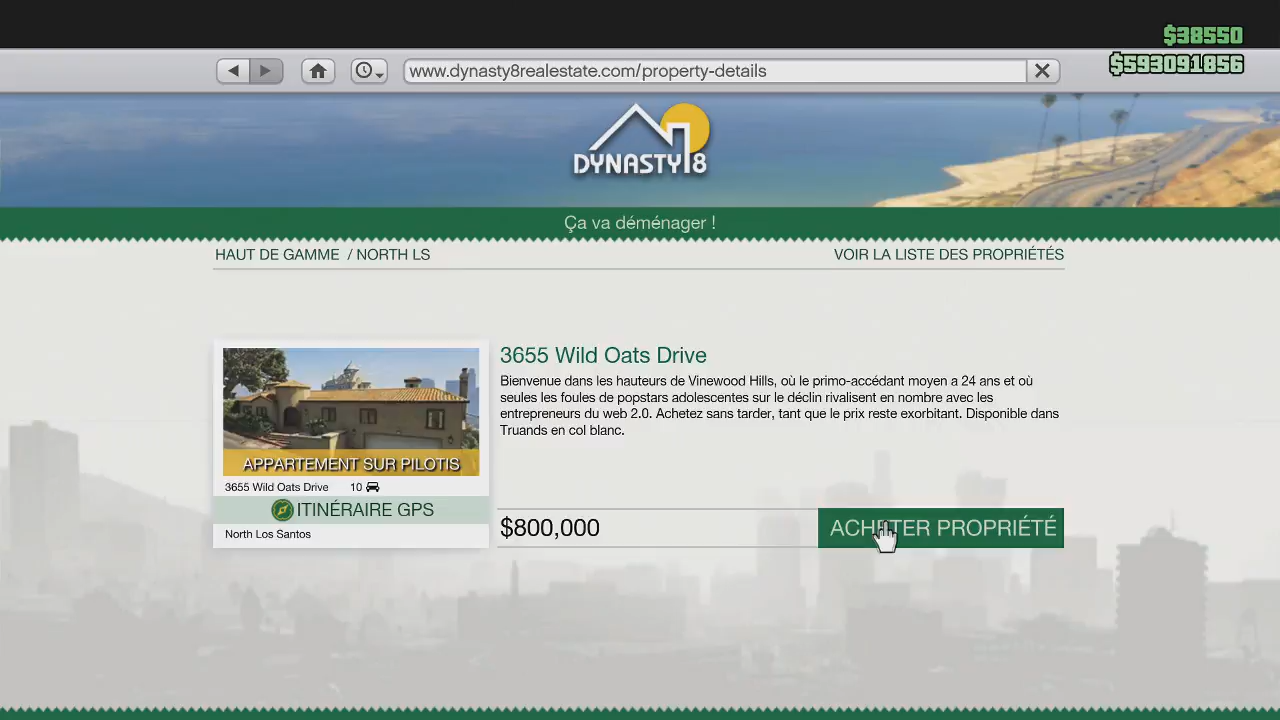 $38550
www.dynasty8realestate.com/property-details
$593091856
DYNASTY 8
Ça va déménager !
HAUT DE GAMME / NORTH LS
VOIR LA LISTE DES PROPRIÉTÉS
3655 Wild Oats Drive
Bienvenue dans les hauteurs de Vinewood Hills, où le primo-accédant moyen a 24 ans et où
seules les foules de popstars adolescentes sur le déclin rivalisent en nombre avec les
entrepreneurs du web 2.0. Achetez sans tarder, tant que le prix reste exorbitant. Disponible dans
Truands en col blanc.
APPARTEMENT SUR PILOTIS
3655 Wild Oats Drive 10
ITINÉRAIRE GPS
North Los Santos
$800,000
ACHETER PROPRIÉTÉ